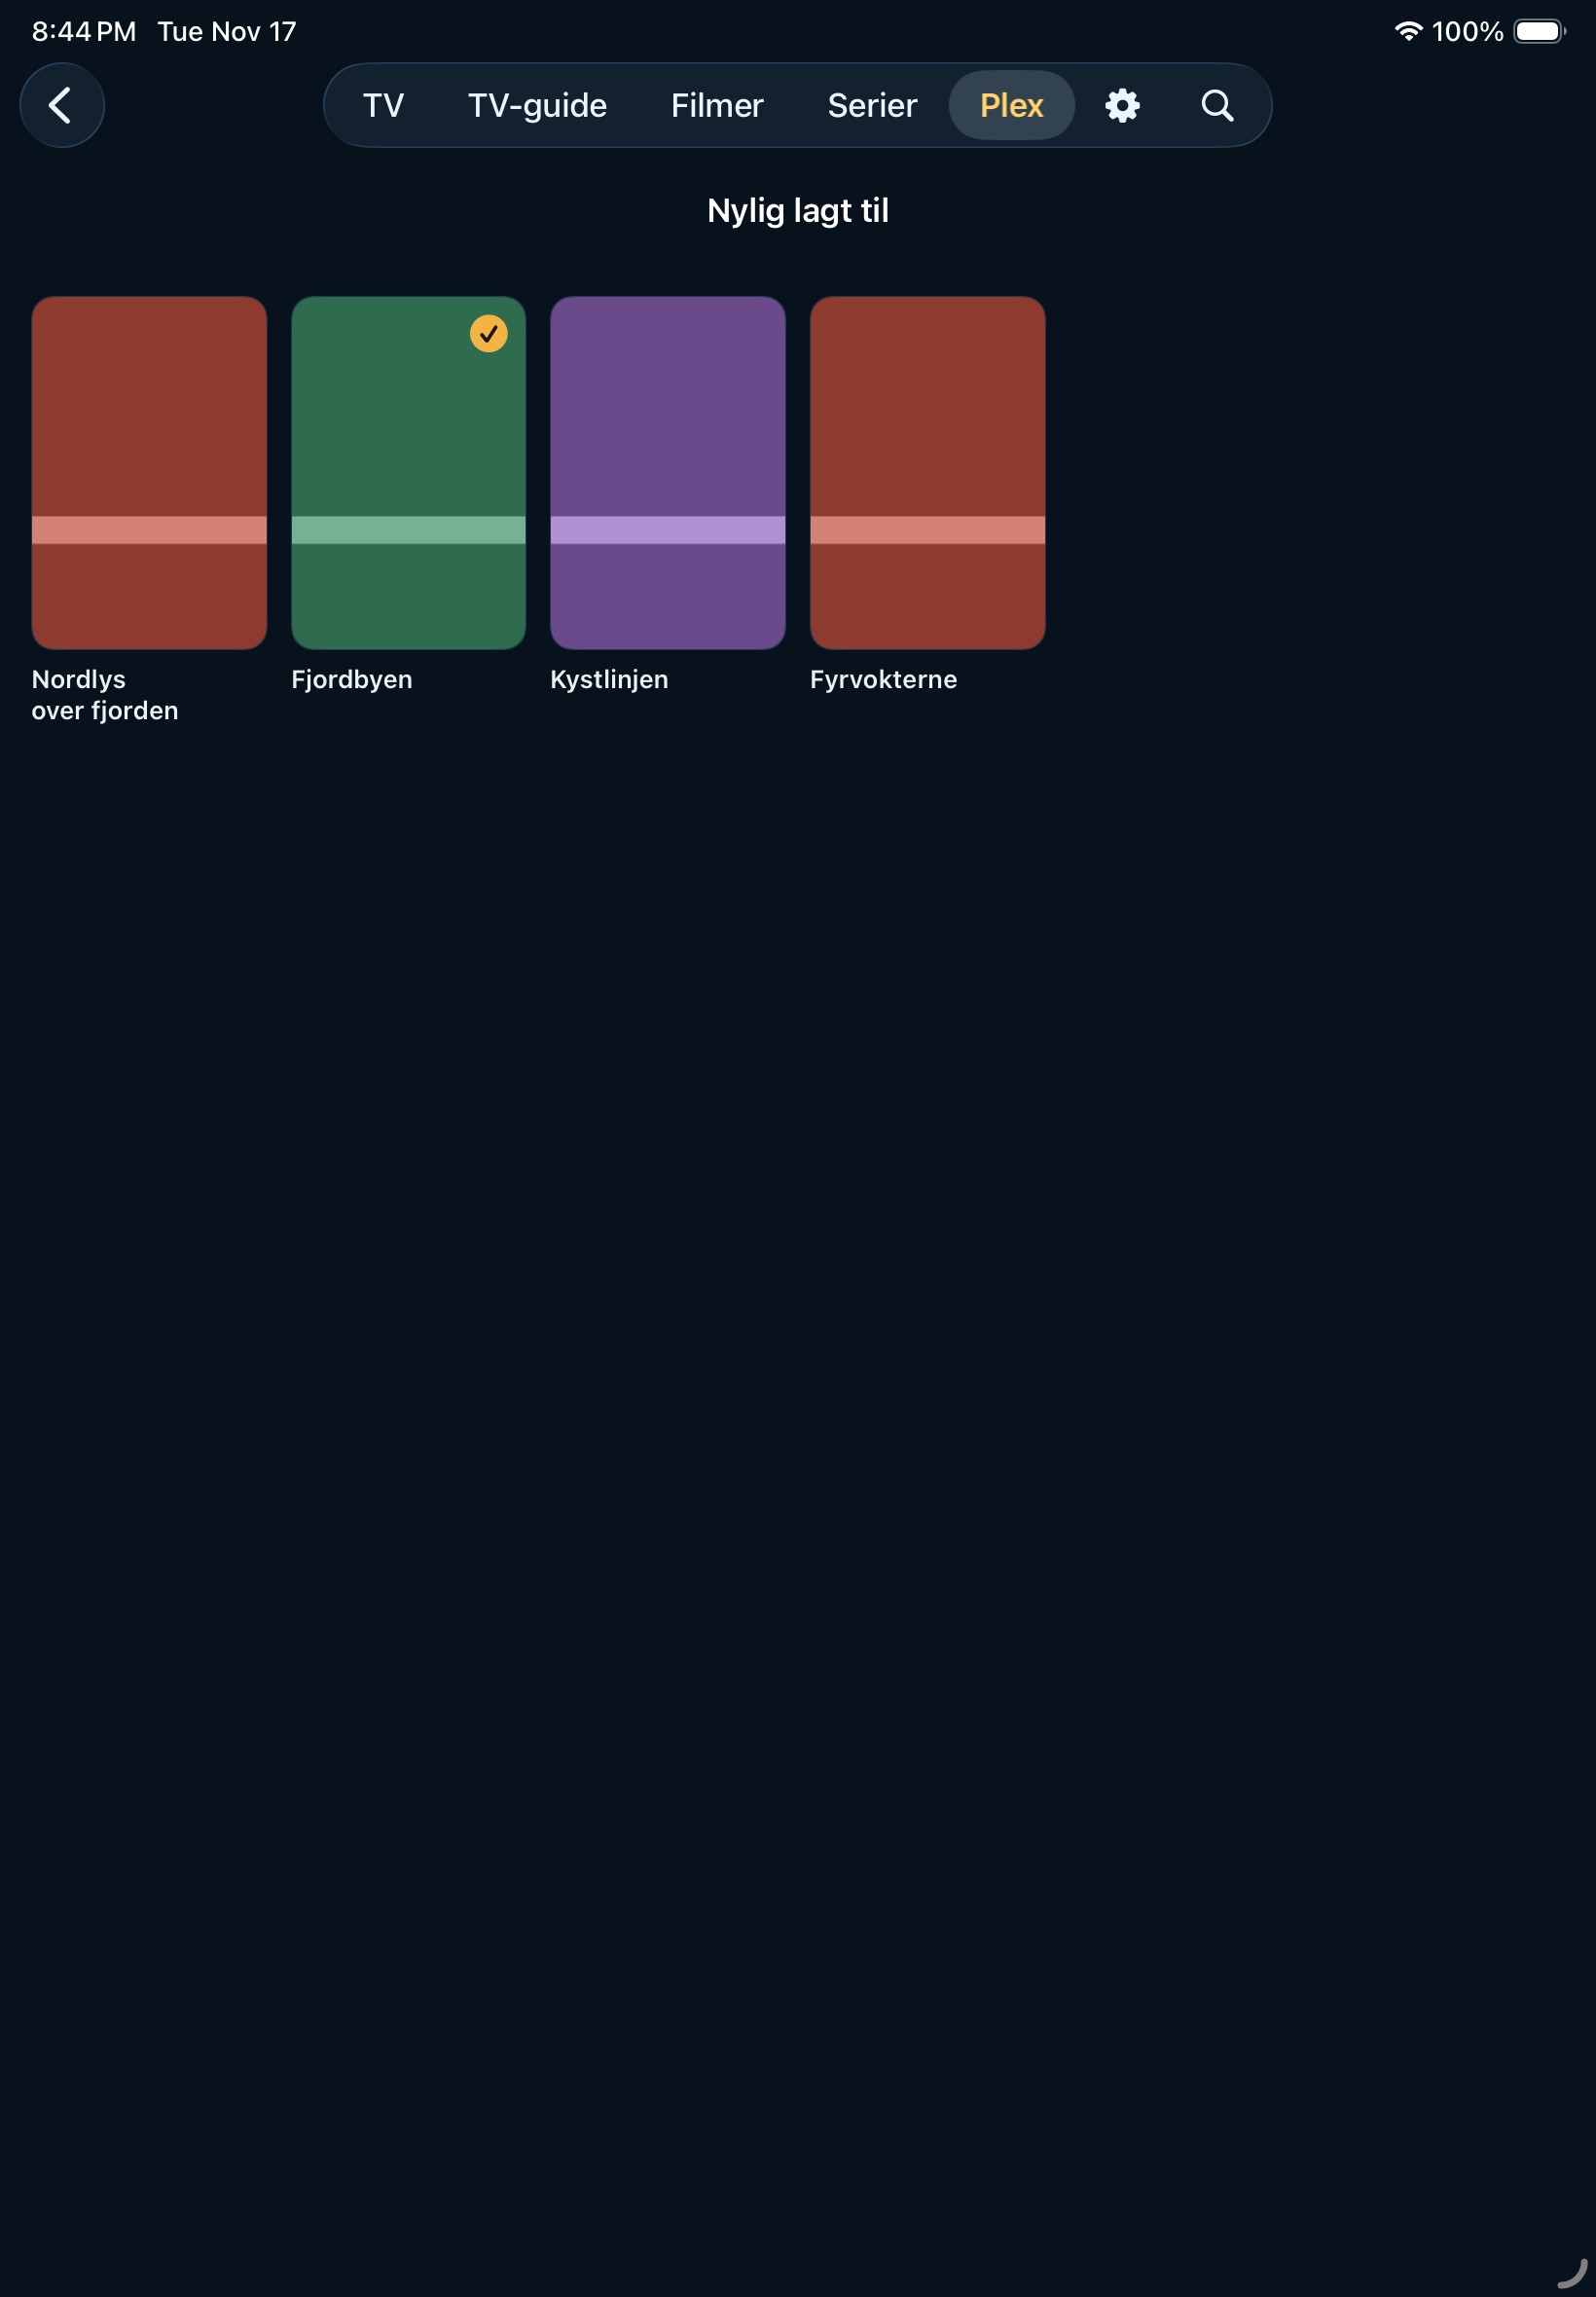 8:44 PM Tue Nov 17
100%
TV TV-guide Filmer Serier Plex
Nylig lagt til
Nordlys
over fjorden
Fjordbyen
Kystlinjen
Fyrvokterne